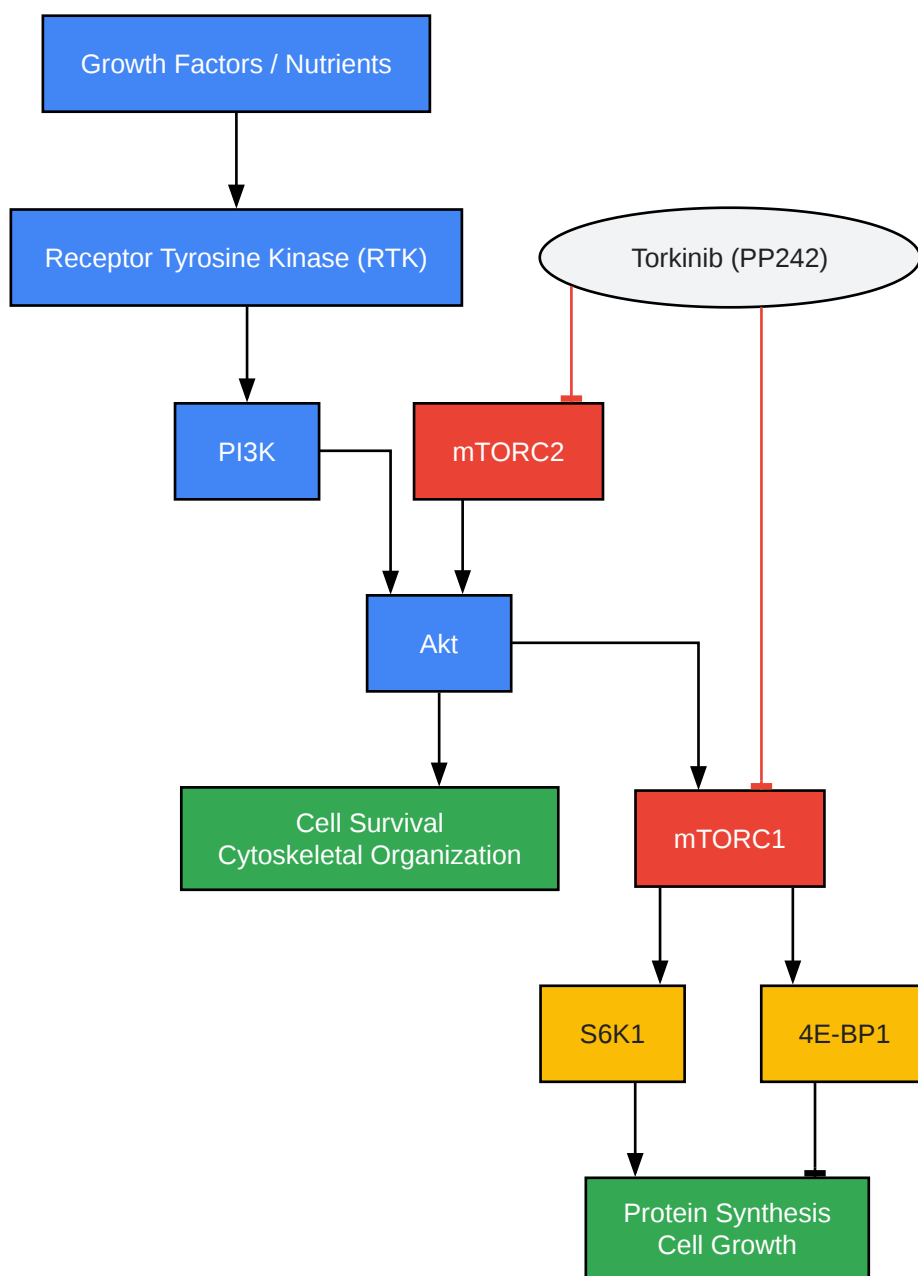 Growth Factors / Nutrients
Receptor Tyrosine Kinase (RTK)
Torkinib (PP242)
PI3K
mTORC2
Akt
Cell Survival
Cytoskeletal Organization
mTORC1
S6K1
4E-BP1
Protein Synthesis
Cell Growth